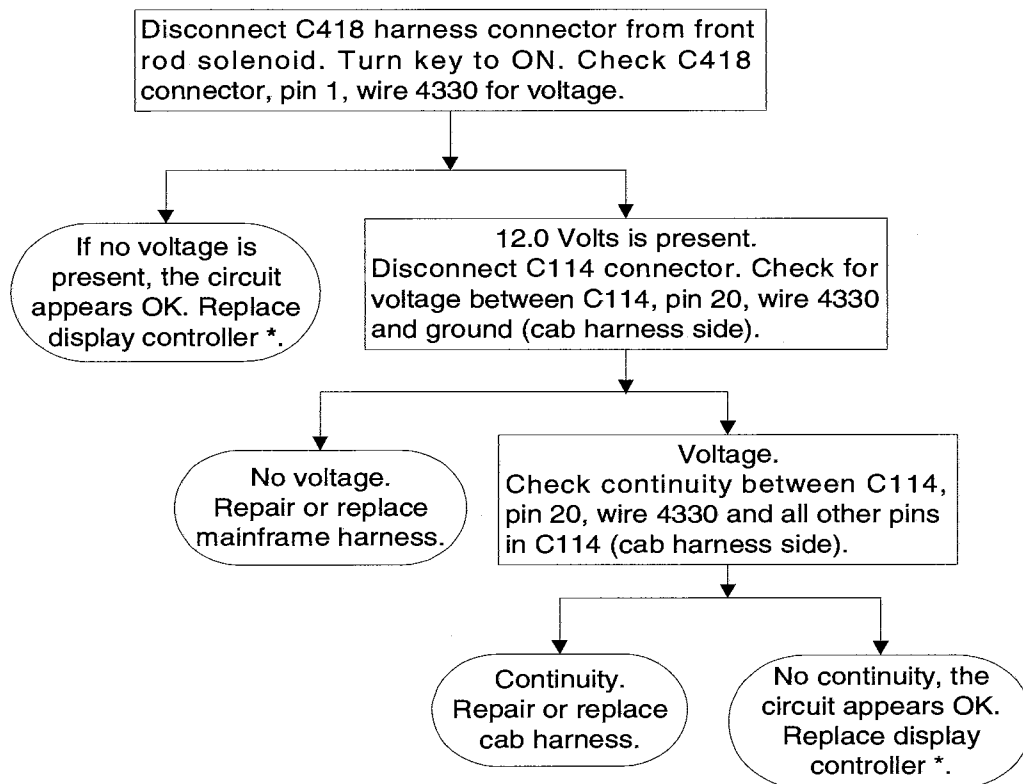 Disconnect C418 harness connector from front
rod solenoid. Turn key to ON. Check C418
connector, pin 1, wire 4330 for voltage.
If no voltage is
present, the circuit
appears OK. Replace
display controller *.
12.0 Volts is present.
Disconnect C114 connector. Check for
voltage between C114, pin 20, wire 4330
and ground (cab harness side).
No voltage.
Repair or replace
mainframe harness.
Voltage.
Check continuity between C114,
pin 20, wire 4330 and all other pins
in C114 (cab harness side).
Continuity.
Repair or replace
cab harness.
No continuity, the
circuit appears OK.
Replace display
controller *.